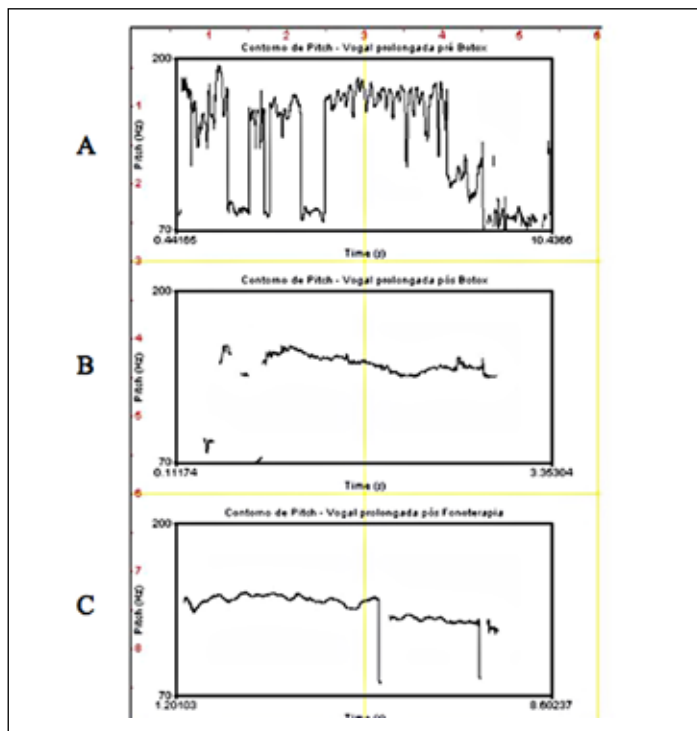 1 2 3 4 5 6
Contorno de Pitch - Vogal prolongada pré Botox
200
A
1
Pitch (Hz)
2
70
0.44165 10.4366
Time (s)
3
Contorno de Pitch - Vogal prolongada pós Botox
200
4
B
Pitch (Hz)
5
70
0.11174 3.35304
Time (s)
6
Contorno de Pitch - Vogal prolongada pós Fonoterapia
200
7
C
Pitch (Hz)
8
70
1.20103 8.60237
Time (s)